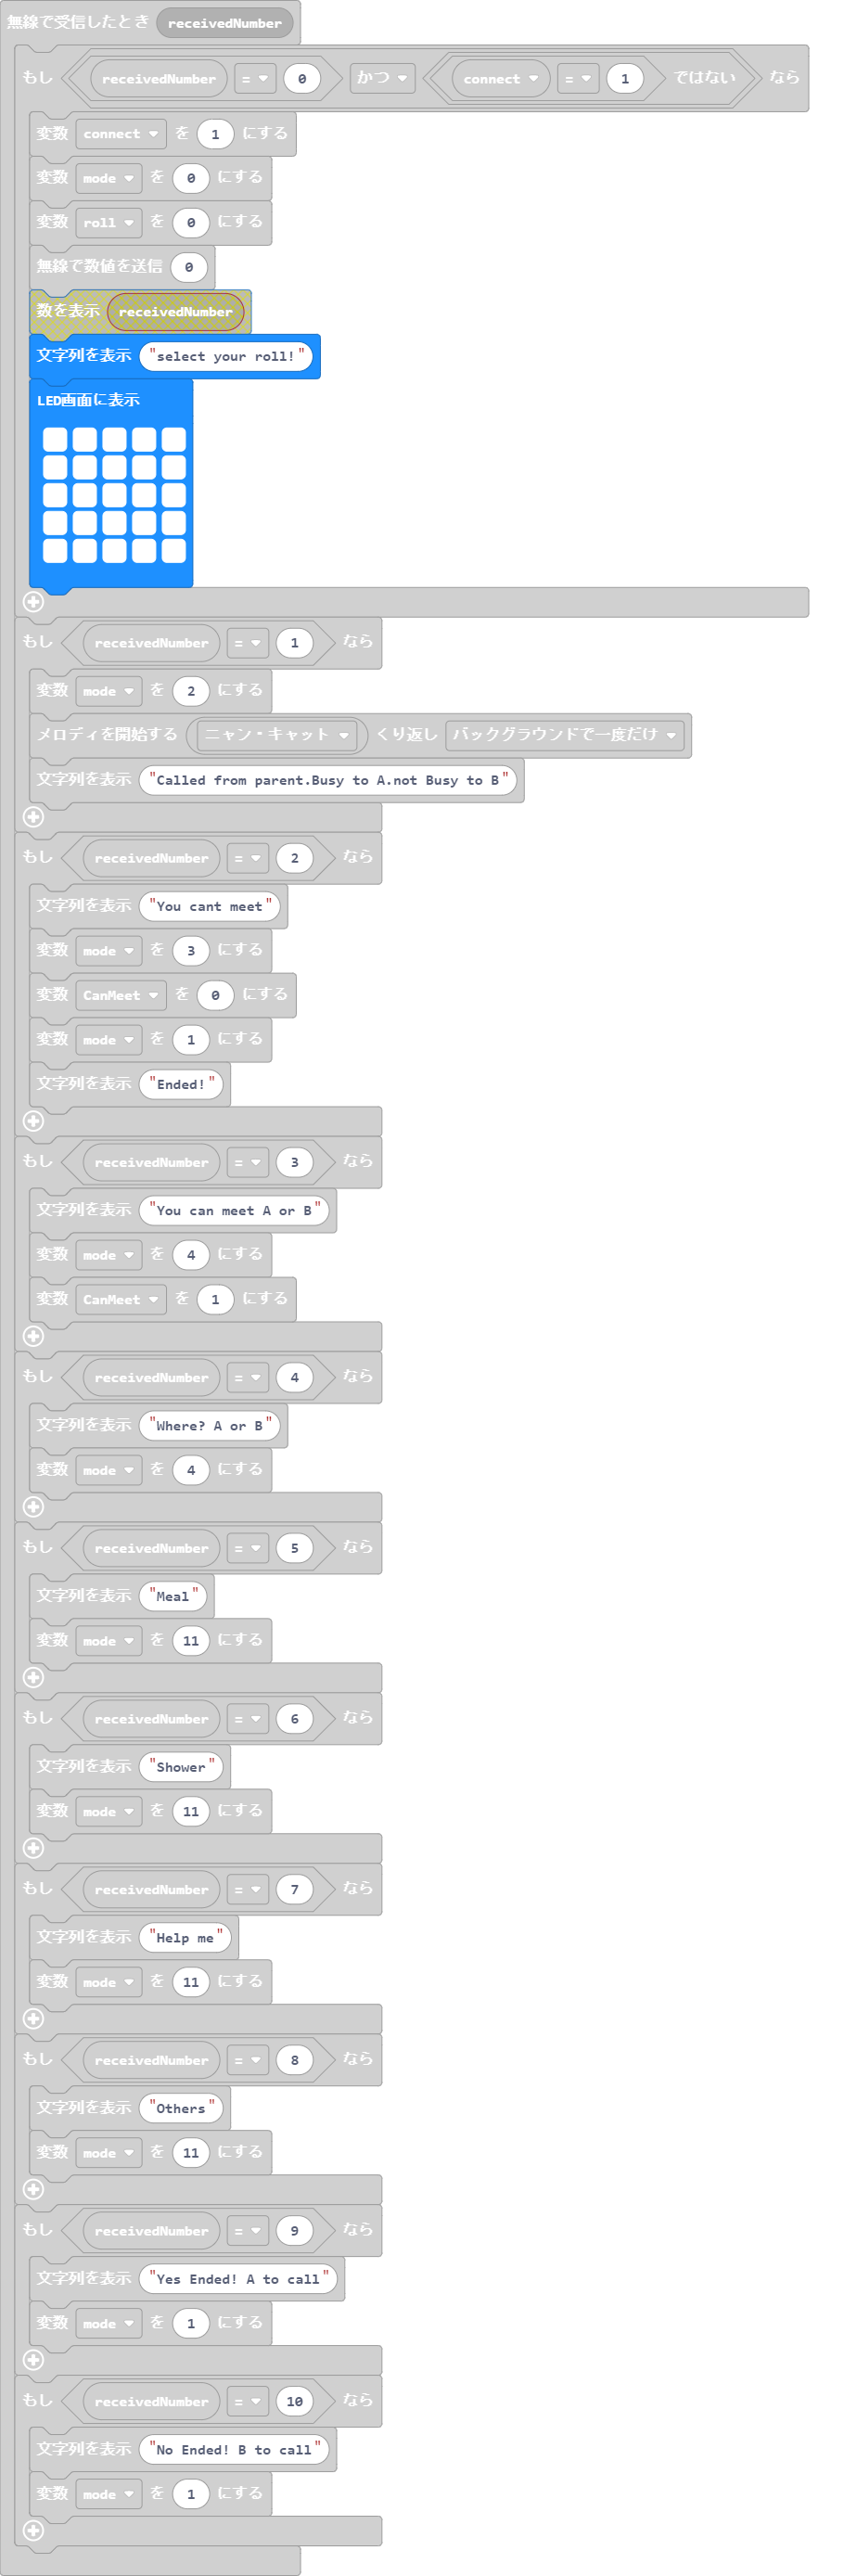 無線で受信したとき receivedNumber
もし receivedNumber = 0 かつ connect = 1 ではない なら
変数 connect を 1 にする
変数 mode を 0 にする
変数 roll を 0 にする
無線で数値を送信 0
数を表示 receivedNumber
文字列を表示 "select your roll!"
LED画面に表示
もし receivedNumber = 1 なら
変数 mode を 2 にする
メロディを開始する ニャン・キャット くり返し バックグラウンドで一度だけ
文字列を表示 "Called from parent.Busy to A.not Busy to B"
もし receivedNumber = 2 なら
文字列を表示 "You cant meet"
変数 mode を 3 にする
変数 CanMeet を 0 にする
変数 mode を 1 にする
文字列を表示 "Ended!"
もし receivedNumber = 3 なら
文字列を表示 "You can meet A or B"
変数 mode を 4 にする
変数 CanMeet を 1 にする
もし receivedNumber = 4 なら
文字列を表示 "Where? A or B"
変数 mode を 4 にする
もし receivedNumber = 5 なら
文字列を表示 "Meal"
変数 mode を 11 にする
もし receivedNumber = 6 なら
文字列を表示 "Shower"
変数 mode を 11 にする
もし receivedNumber = 7 なら
文字列を表示 "Help me"
変数 mode を 11 にする
もし receivedNumber = 8 なら
文字列を表示 "Others"
変数 mode を 11 にする
もし receivedNumber = 9 なら
文字列を表示 "Yes Ended! A to call"
変数 mode を 1 にする
もし receivedNumber = 10 なら
文字列を表示 "No Ended! B to call"
変数 mode を 1 にする